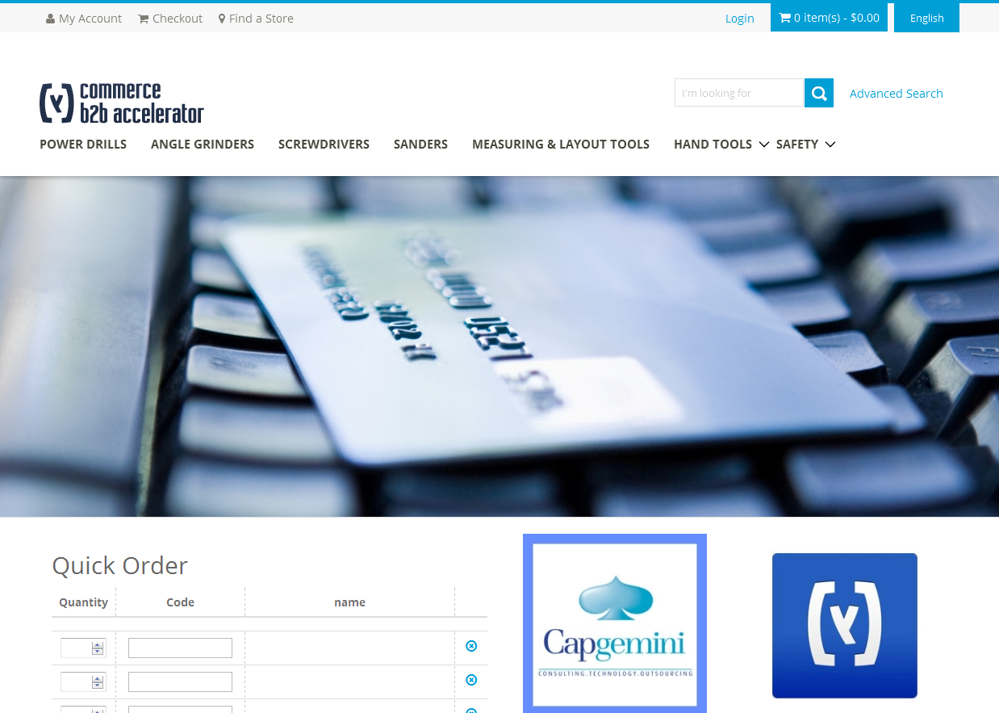 My Account Checkout Find a Store Login 0 item(s) - $0.00 English
commerce
b2b accelerator
I'm looking for Advanced Search
POWER DRILLS ANGLE GRINDERS SCREWDRIVERS SANDERS MEASURING & LAYOUT TOOLS HAND TOOLS SAFETY
Quick Order
Quantity Code name
Capgemini
CONSULTING.TECHNOLOGY.OUTSOURCING